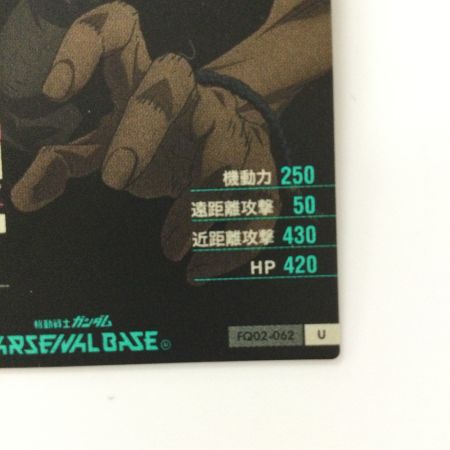 機動力 250
遠距離攻撃 50
近距離攻撃 430
HP 420
機動戦士ガンダム
ARSENAL BASE
FQ02-062 U